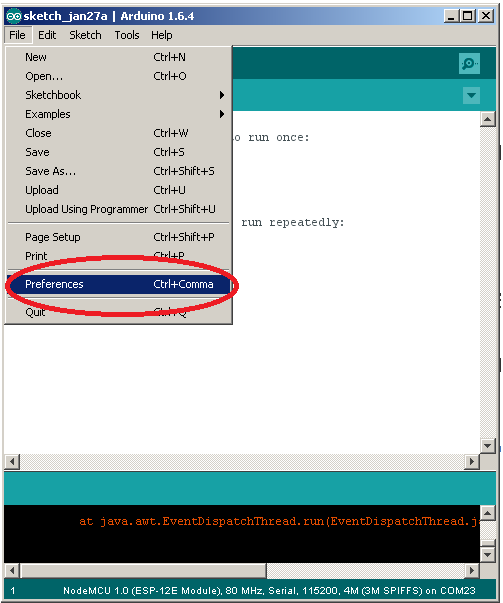 sketch_jan27a | Arduino 1.6.4
File Edit Sketch Tools Help
New Ctrl+N
Open... Ctrl+O
Sketchbook
Examples
Close Ctrl+W
Save Ctrl+S
Save As... Ctrl+Shift+S
Upload Ctrl+U
Upload Using Programmer Ctrl+Shift+U
Page Setup Ctrl+Shift+P
Print Ctrl+P
Preferences Ctrl+Comma
Quit Ctrl+Q
to run once:
run repeatedly:
at java.awt.EventDispatchThread.run(EventDispatchThread.j
1 NodeMCU 1.0 (ESP-12E Module), 80 MHz, Serial, 115200, 4M (3M SPIFFS) on COM23